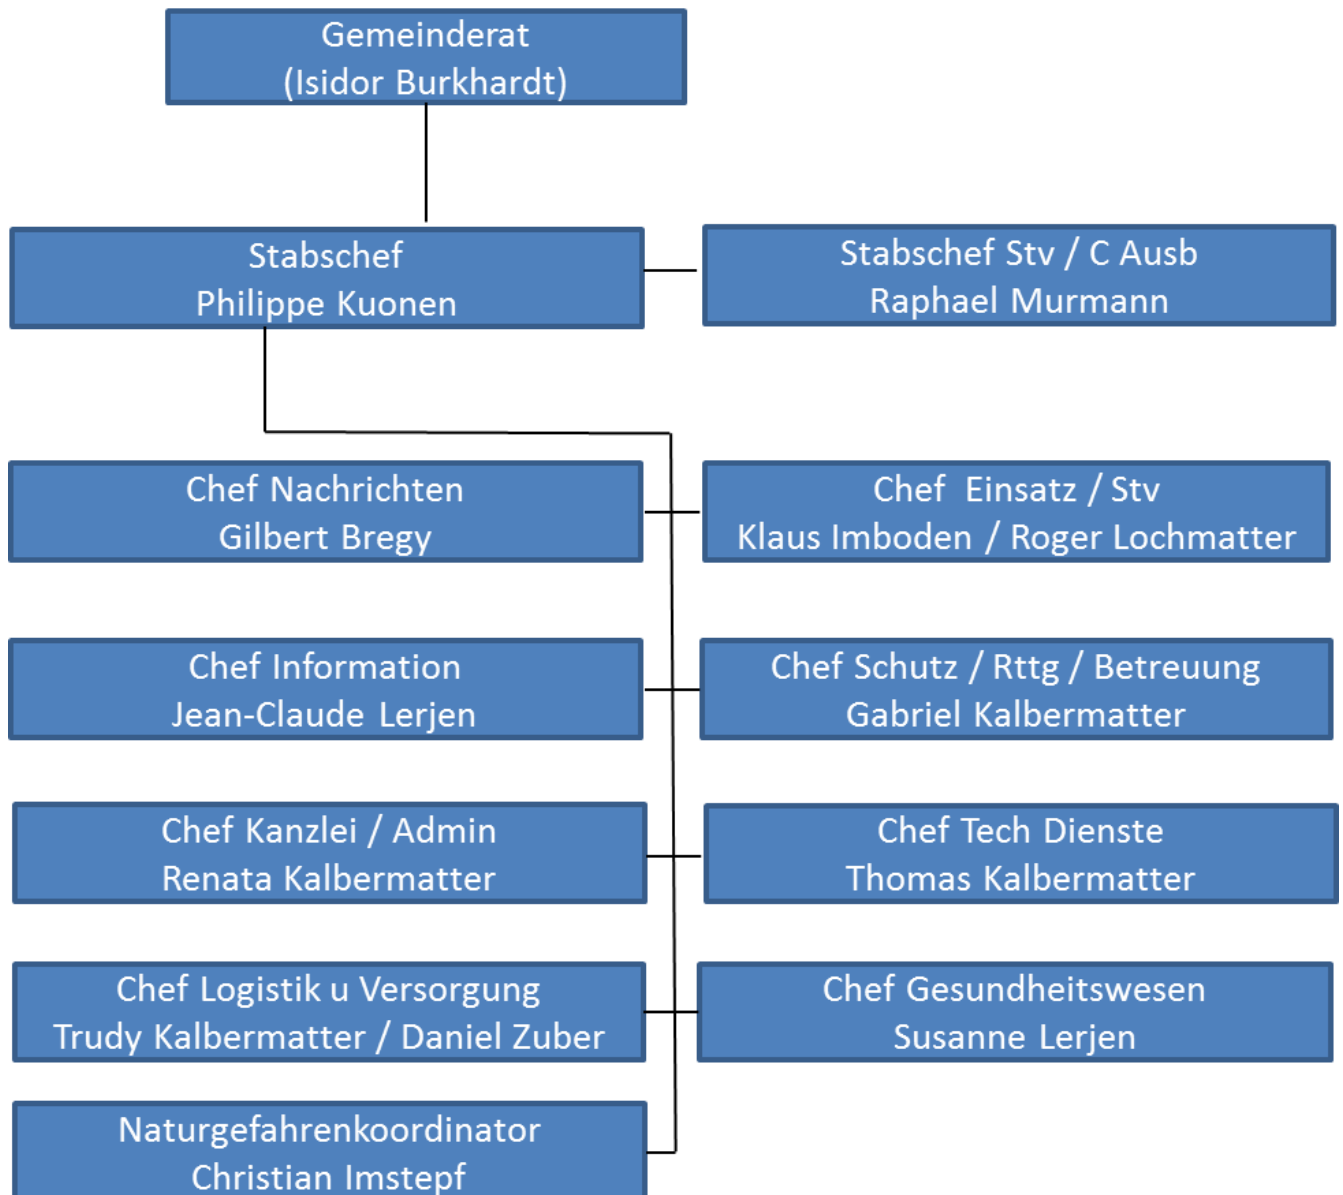 Gemeinderat
(Isidor Burkhardt)
Stabschef
Philippe Kuonen
Stabschef Stv / C Ausb
Raphael Murmann
Chef Nachrichten
Gilbert Bregy
Chef  Einsatz / Stv
Klaus Imboden / Roger Lochmatter
Chef Information
Jean-Claude Lerjen
Chef Schutz / Rttg / Betreuung
Gabriel Kalbermatter
Chef Kanzlei / Admin
Renata Kalbermatter
Chef Tech Dienste
Thomas Kalbermatter
Chef Logistik u Versorgung
Trudy Kalbermatter / Daniel Zuber
Chef Gesundheitswesen
Susanne Lerjen
Naturgefahrenkoordinator
Christian Imstepf